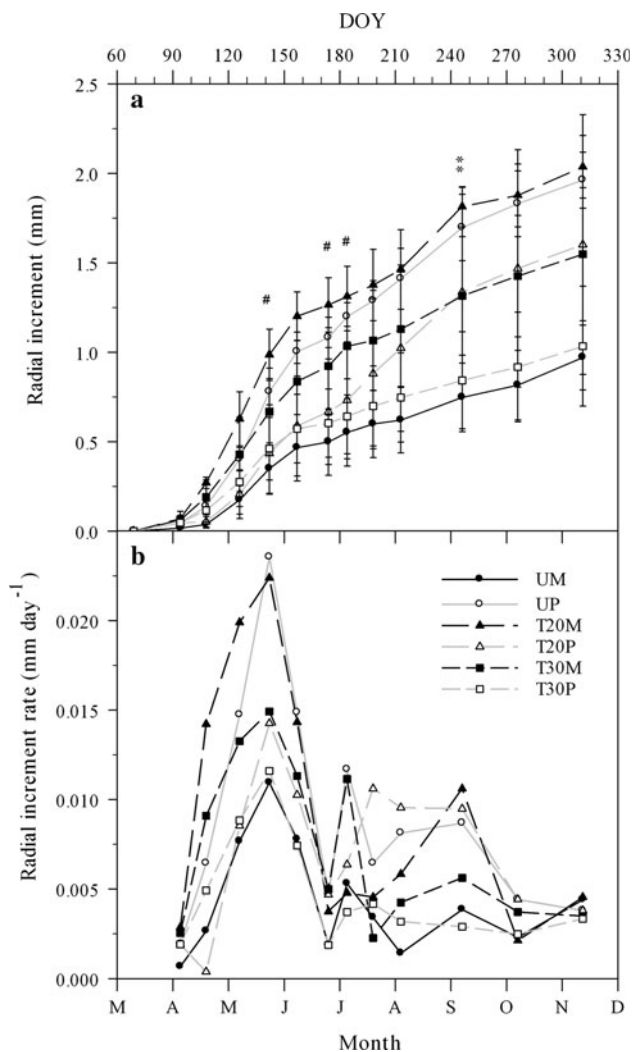 DOY
60 90 120 150 180 210 240 270 300 330
a
2.5
2.0
1.5
1.0
0.5
0.0
Radial increment (mm)
# # # **
b
0.020
0.015
0.010
0.005
0.000
Radial increment rate (mm day-1)
UM
UP
T20M
T20P
T30M
T30P
M A M J J A S O N D
Month